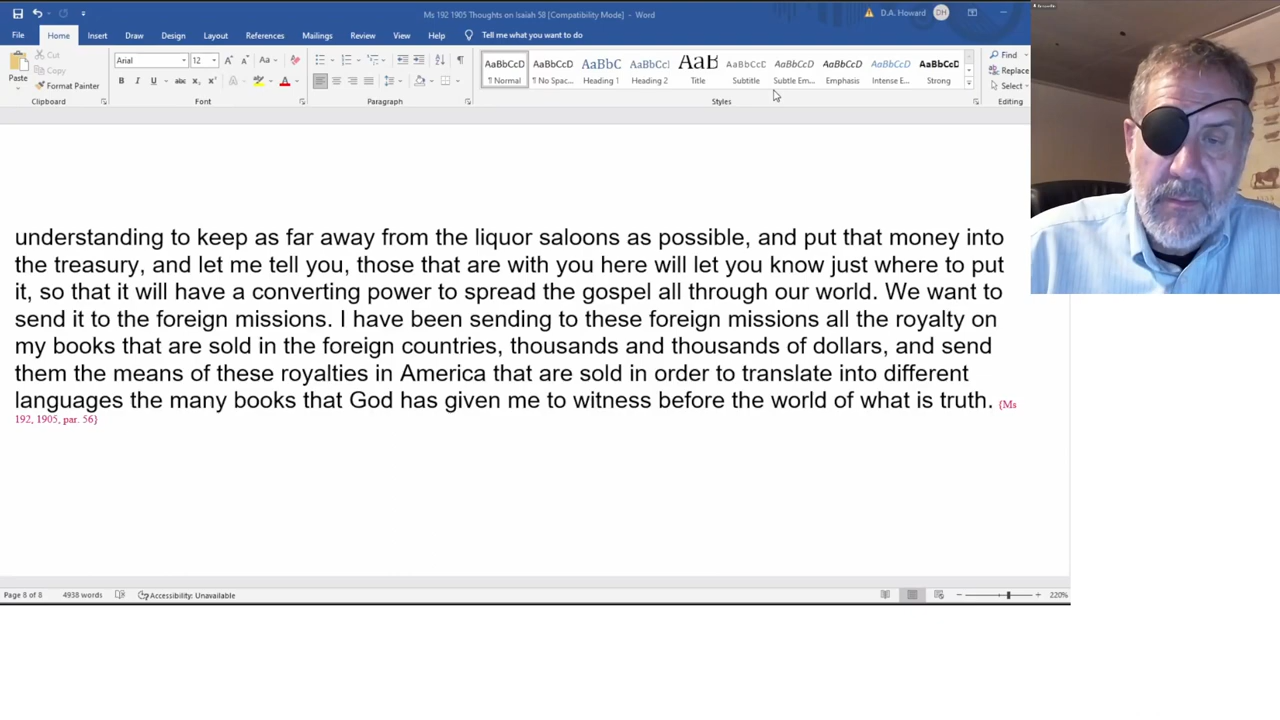 Ms 192 1905 Thoughts on Isaiah 58 [Compatibility Mode] - Word
D.A. Howard DH
File Home Insert Draw Design Layout References Mailings Review View Help Tell me what you want to do
Paste
Cut
Copy
Format Painter
Arial 12
Aa
B I U abc x₂ x²
AaBbCcD AaBbCcD AaBbC AaBbCcI AaB AaBbCcD AaBbCcD AaBbCcD AaBbCcD AaBbCcD
¶ Normal ¶ No Spac... Heading 1 Heading 2 Title Subtitle Subtle Em... Emphasis Intense E... Strong
Find
Replace
Select
Clipboard Font Paragraph Styles Editing
understanding to keep as far away from the liquor saloons as possible, and put that money into
the treasury, and let me tell you, those that are with you here will let you know just where to put
it, so that it will have a converting power to spread the gospel all through our world. We want to
send it to the foreign missions. I have been sending to these foreign missions all the royalty on
my books that are sold in the foreign countries, thousands and thousands of dollars, and send
them the means of these royalties in America that are sold in order to translate into different
languages the many books that God has given me to witness before the world of what is truth. {Ms
192, 1905, par. 56}
Page 8 of 8 4938 words Accessibility: Unavailable 220%